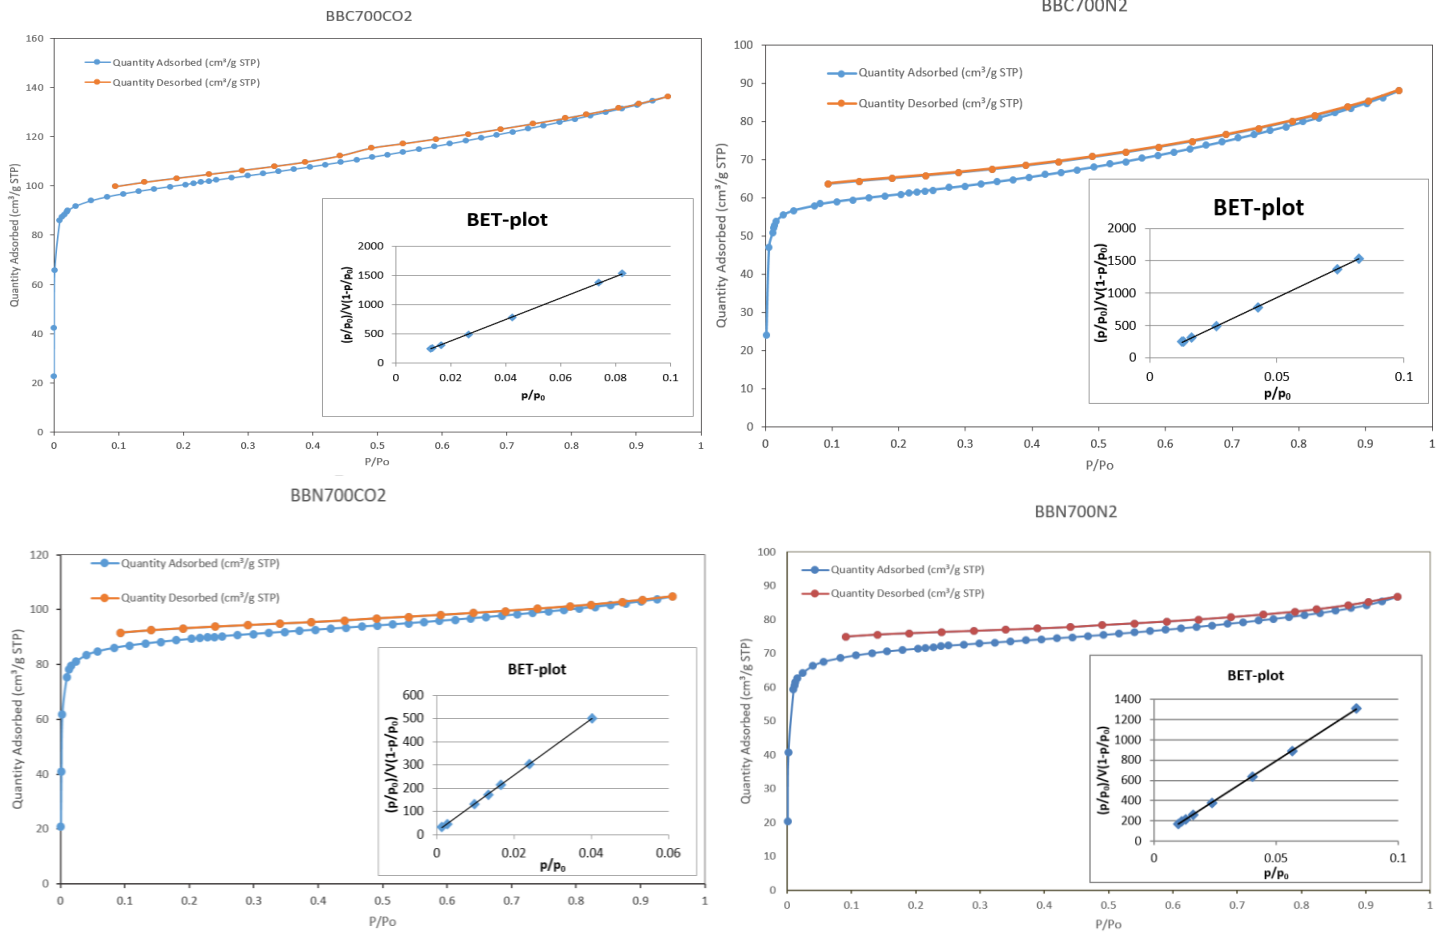 BBC700CO2
Quantity Adsorbed (cm³/g STP)
Quantity Desorbed (cm³/g STP)
Quantity Adsorbed (cm³/g STP)
160
140
120
100
80
60
40
20
0
0 0.1 0.2 0.3 0.4 0.5 0.6 0.7 0.8 0.9 1
P/Po
BET-plot
(p/p₀)/V(1-p/p₀)
2000
1500
1000
500
0
0 0.02 0.04 0.06 0.08 0.1
p/p₀
BBC700N2
Quantity Adsorbed (cm³/g STP)
Quantity Desorbed (cm³/g STP)
Quantity Adsorbed (cm³/g STP)
100
90
80
70
60
50
40
30
20
10
0
0 0.1 0.2 0.3 0.4 0.5 0.6 0.7 0.8 0.9 1
P/Po
BET-plot
(p/p₀)/V(1-p/p₀)
2000
1500
1000
500
0
0 0.05 0.1
p/p₀
BBN700CO2
Quantity Adsorbed (cm³/g STP)
Quantity Desorbed (cm³/g STP)
Quantity Adsorbed (cm³/g STP)
120
100
80
60
40
20
0
0 0.1 0.2 0.3 0.4 0.5 0.6 0.7 0.8 0.9 1
P/Po
BET-plot
(p/p₀)/V(1-p/p₀)
600
500
400
300
200
100
0
0 0.02 0.04 0.06
p/p₀
BBN700N2
Quantity Adsorbed (cm³/g STP)
Quantity Desorbed (cm³/g STP)
Quantity Adsorbed (cm³/g STP)
100
90
80
70
60
50
40
30
20
10
0
0 0.1 0.2 0.3 0.4 0.5 0.6 0.7 0.8 0.9 1
P/Po
BET-plot
(p/p₀)/V(1-p/p₀)
1400
1200
1000
800
600
400
200
0
0 0.05 0.1
p/p₀